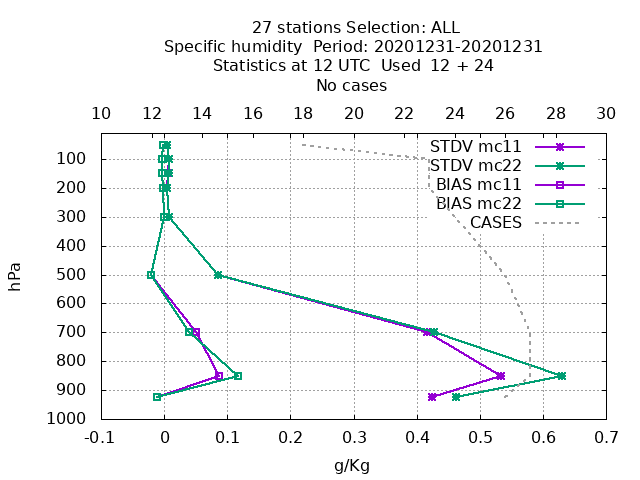 27 stations Selection: ALL
Specific humidity  Period: 20201231-20201231
Statistics at 12 UTC  Used  12 + 24
No cases
10 12 14 16 18 20 22 24 26 28 30
STDV mc11
STDV mc22
BIAS mc11
BIAS mc22
CASES
hPa
100
200
300
400
500
600
700
800
900
1000
-0.1 0 0.1 0.2 0.3 0.4 0.5 0.6 0.7
g/Kg